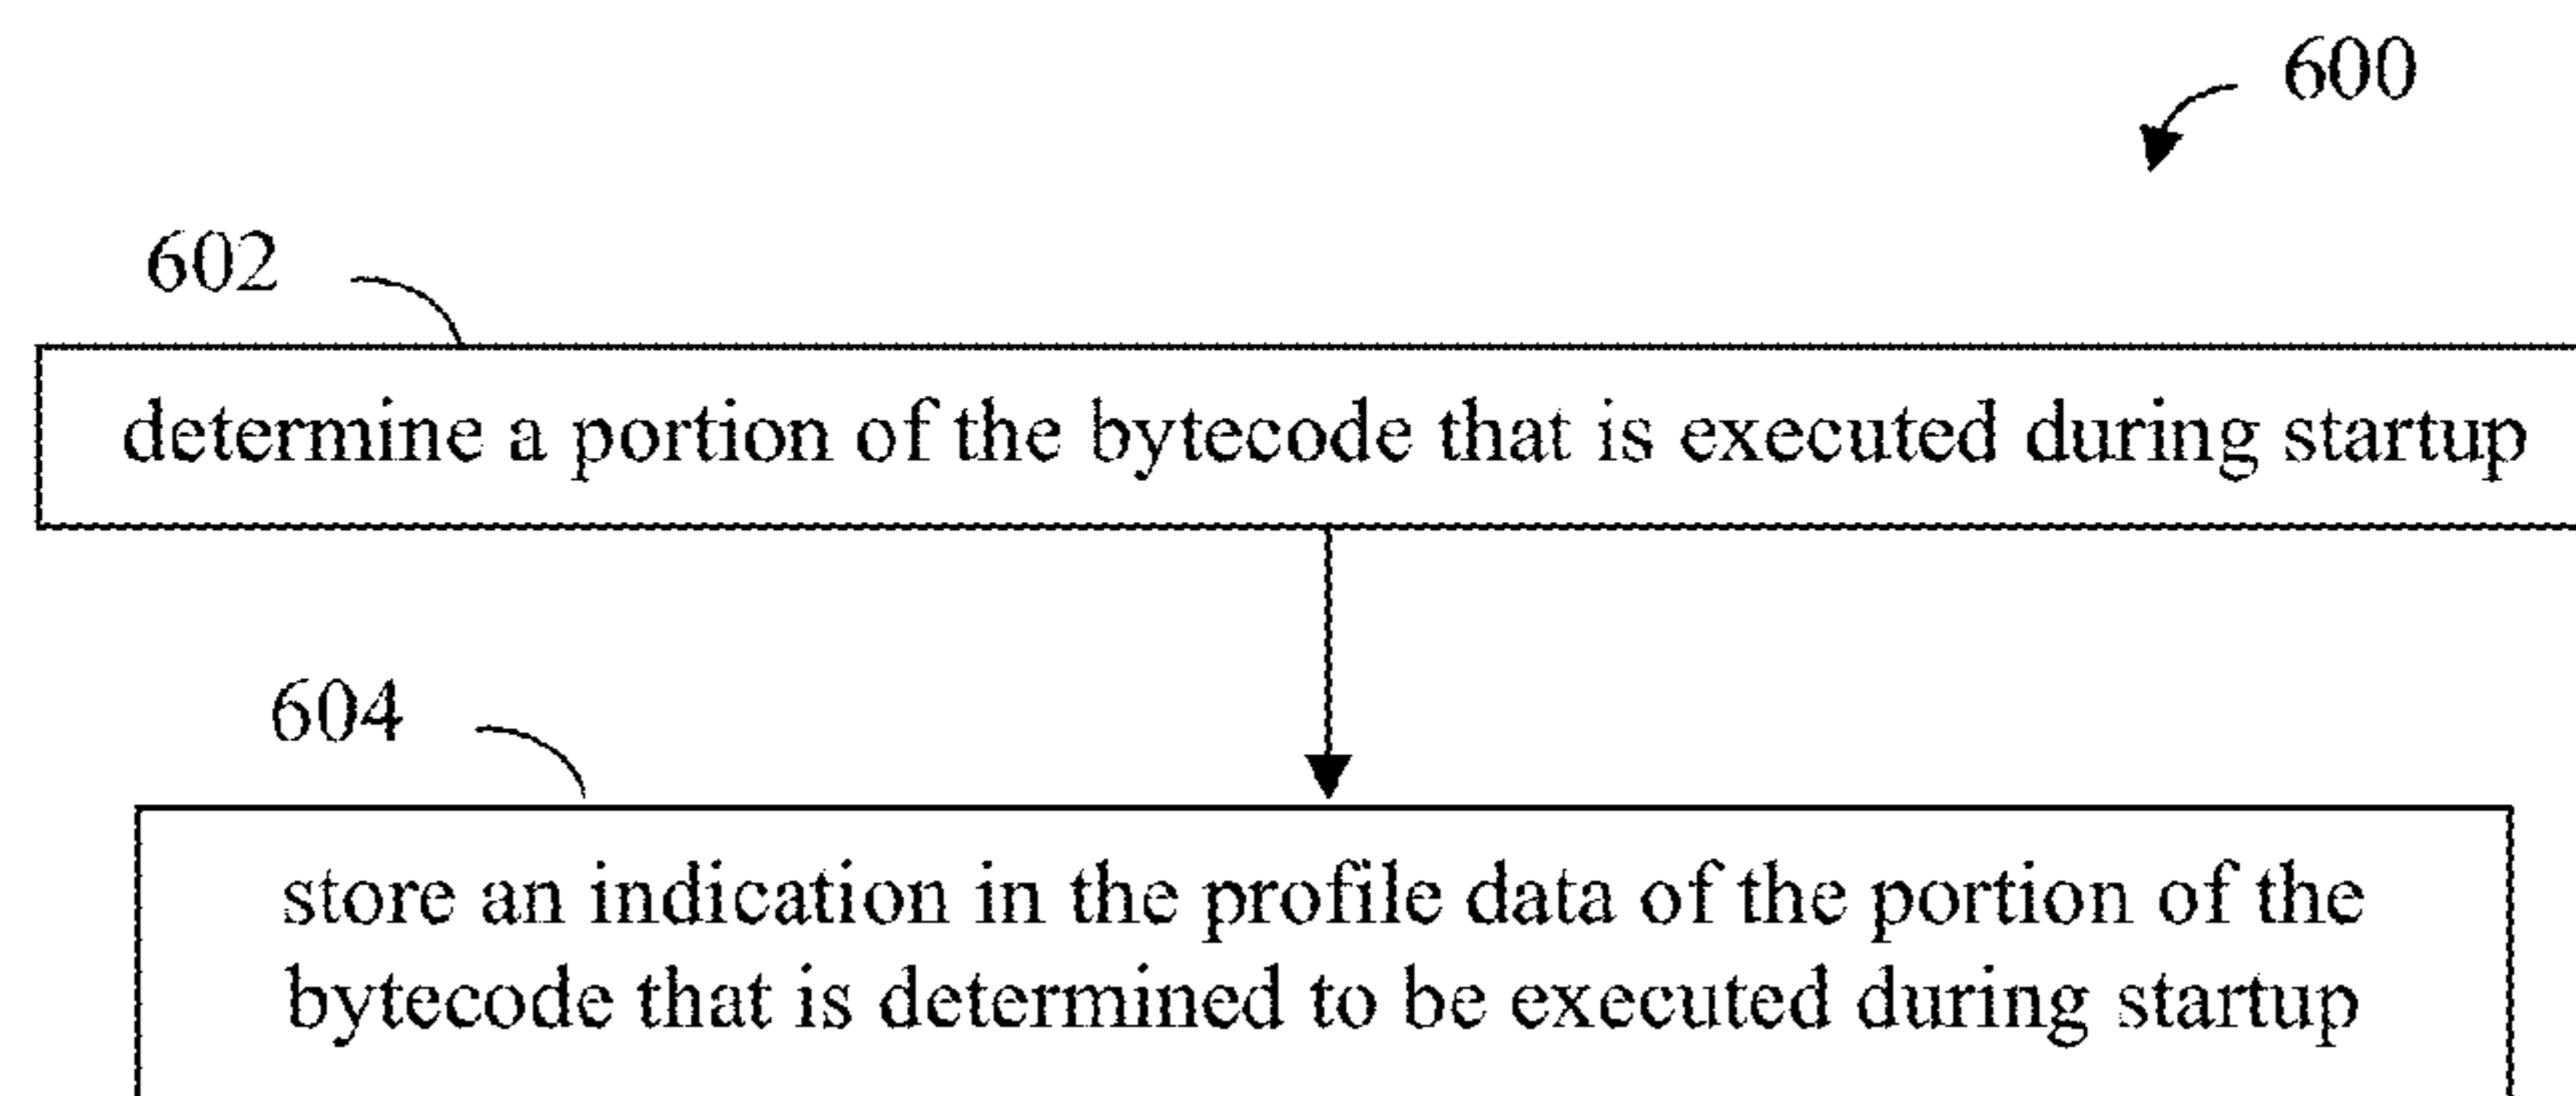 600
602
determine a portion of the bytecode that is executed during startup
604
store an indication in the profile data of the portion of the
bytecode that is determined to be executed during startup